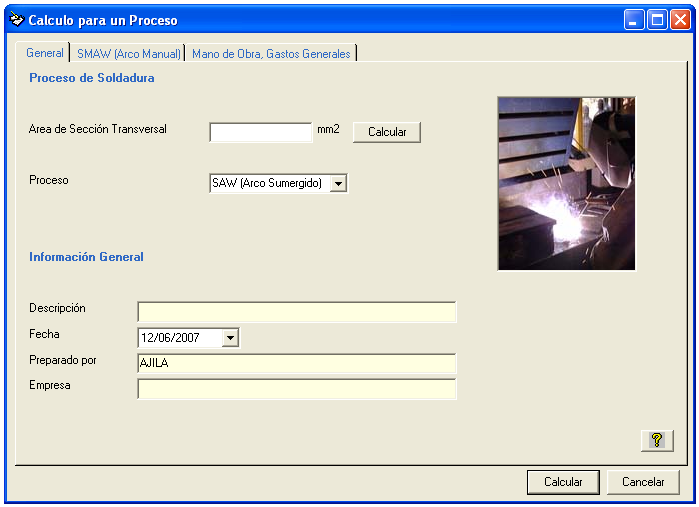 Calculo para un Proceso
General SMAW (Arco Manual) Mano de Obra, Gastos Generales
Proceso de Soldadura
Area de Sección Transversal mm2 Calcular
Proceso SAW (Arco Sumergido)
Información General
Descripción
Fecha 12/06/2007
Preparado por AJILA
Empresa
?
Calcular Cancelar